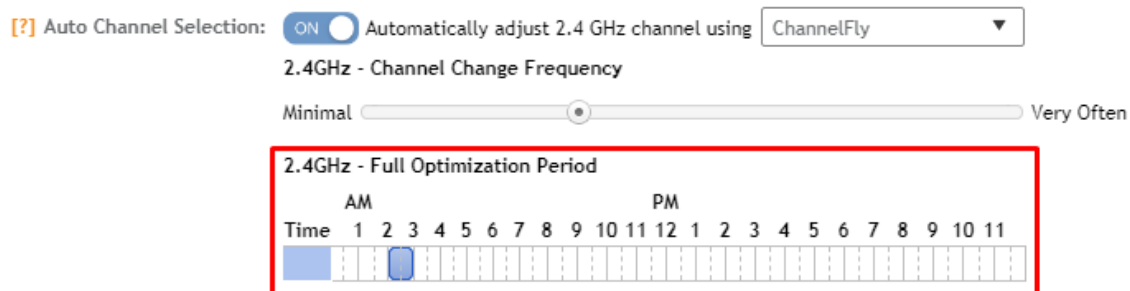 [?] Auto Channel Selection: ON Automatically adjust 2.4 GHz channel using ChannelFly
2.4GHz - Channel Change Frequency
Minimal Very Often
2.4GHz - Full Optimization Period
AM PM
Time 1 2 3 4 5 6 7 8 9 10 11 12 1 2 3 4 5 6 7 8 9 10 11